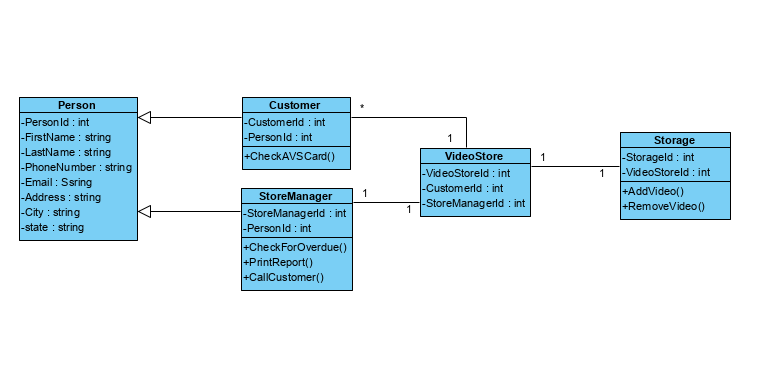 Person
-PersonId : int
-FirstName : string
-LastName : string
-PhoneNumber : string
-Email : Ssring
-Address : string
-City : string
-state : string
Customer
-CustomerId : int
-PersonId : int
+CheckAVSCard()
*
1
StoreManager
-StoreManagerId : int
-PersonId : int
+CheckForOverdue()
+PrintReport()
+CallCustomer()
1
1
VideoStore
-VideoStoreId : int
-CustomerId : int
-StoreManagerId : int
1
1
Storage
-StorageId : int
-VideoStoreId : int
+AddVideo()
+RemoveVideo()